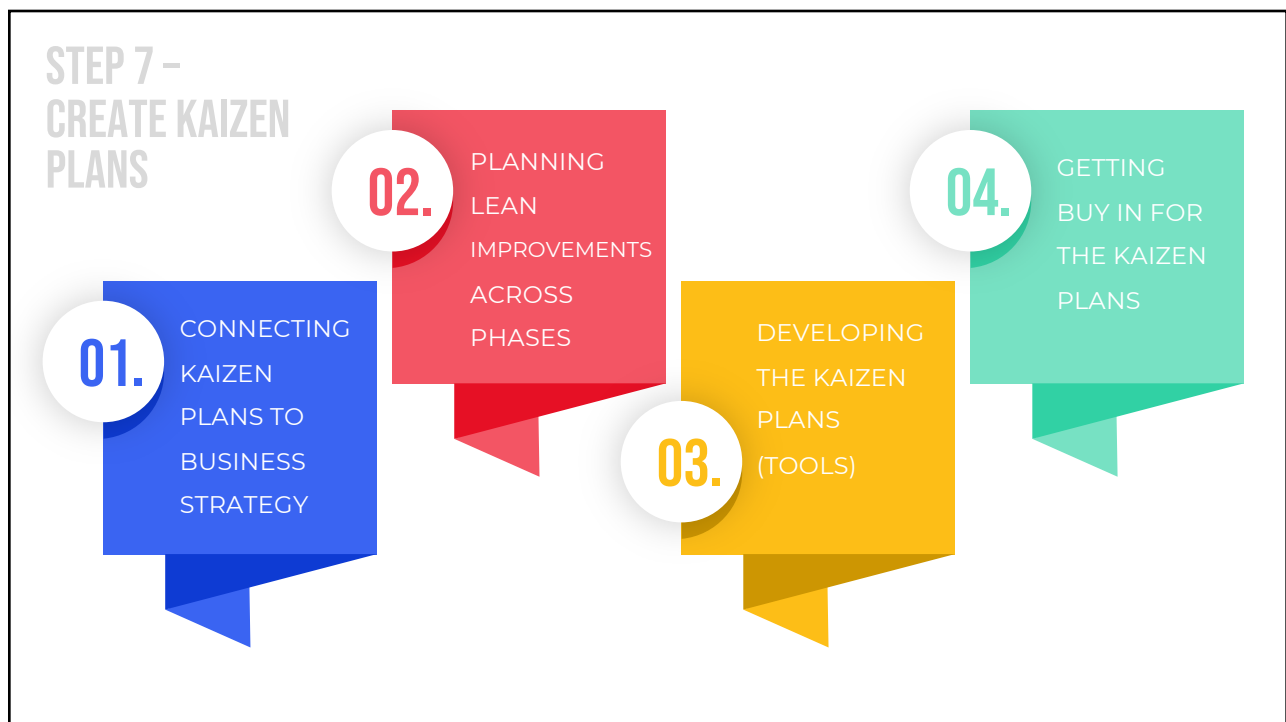 STEP 7 –
CREATE KAIZEN
PLANS
01.
CONNECTING
KAIZEN
PLANS TO
BUSINESS
STRATEGY
02.
PLANNING
LEAN
IMPROVEMENTS
ACROSS
PHASES
03.
DEVELOPING
THE KAIZEN
PLANS
(TOOLS)
04.
GETTING
BUY IN FOR
THE KAIZEN
PLANS